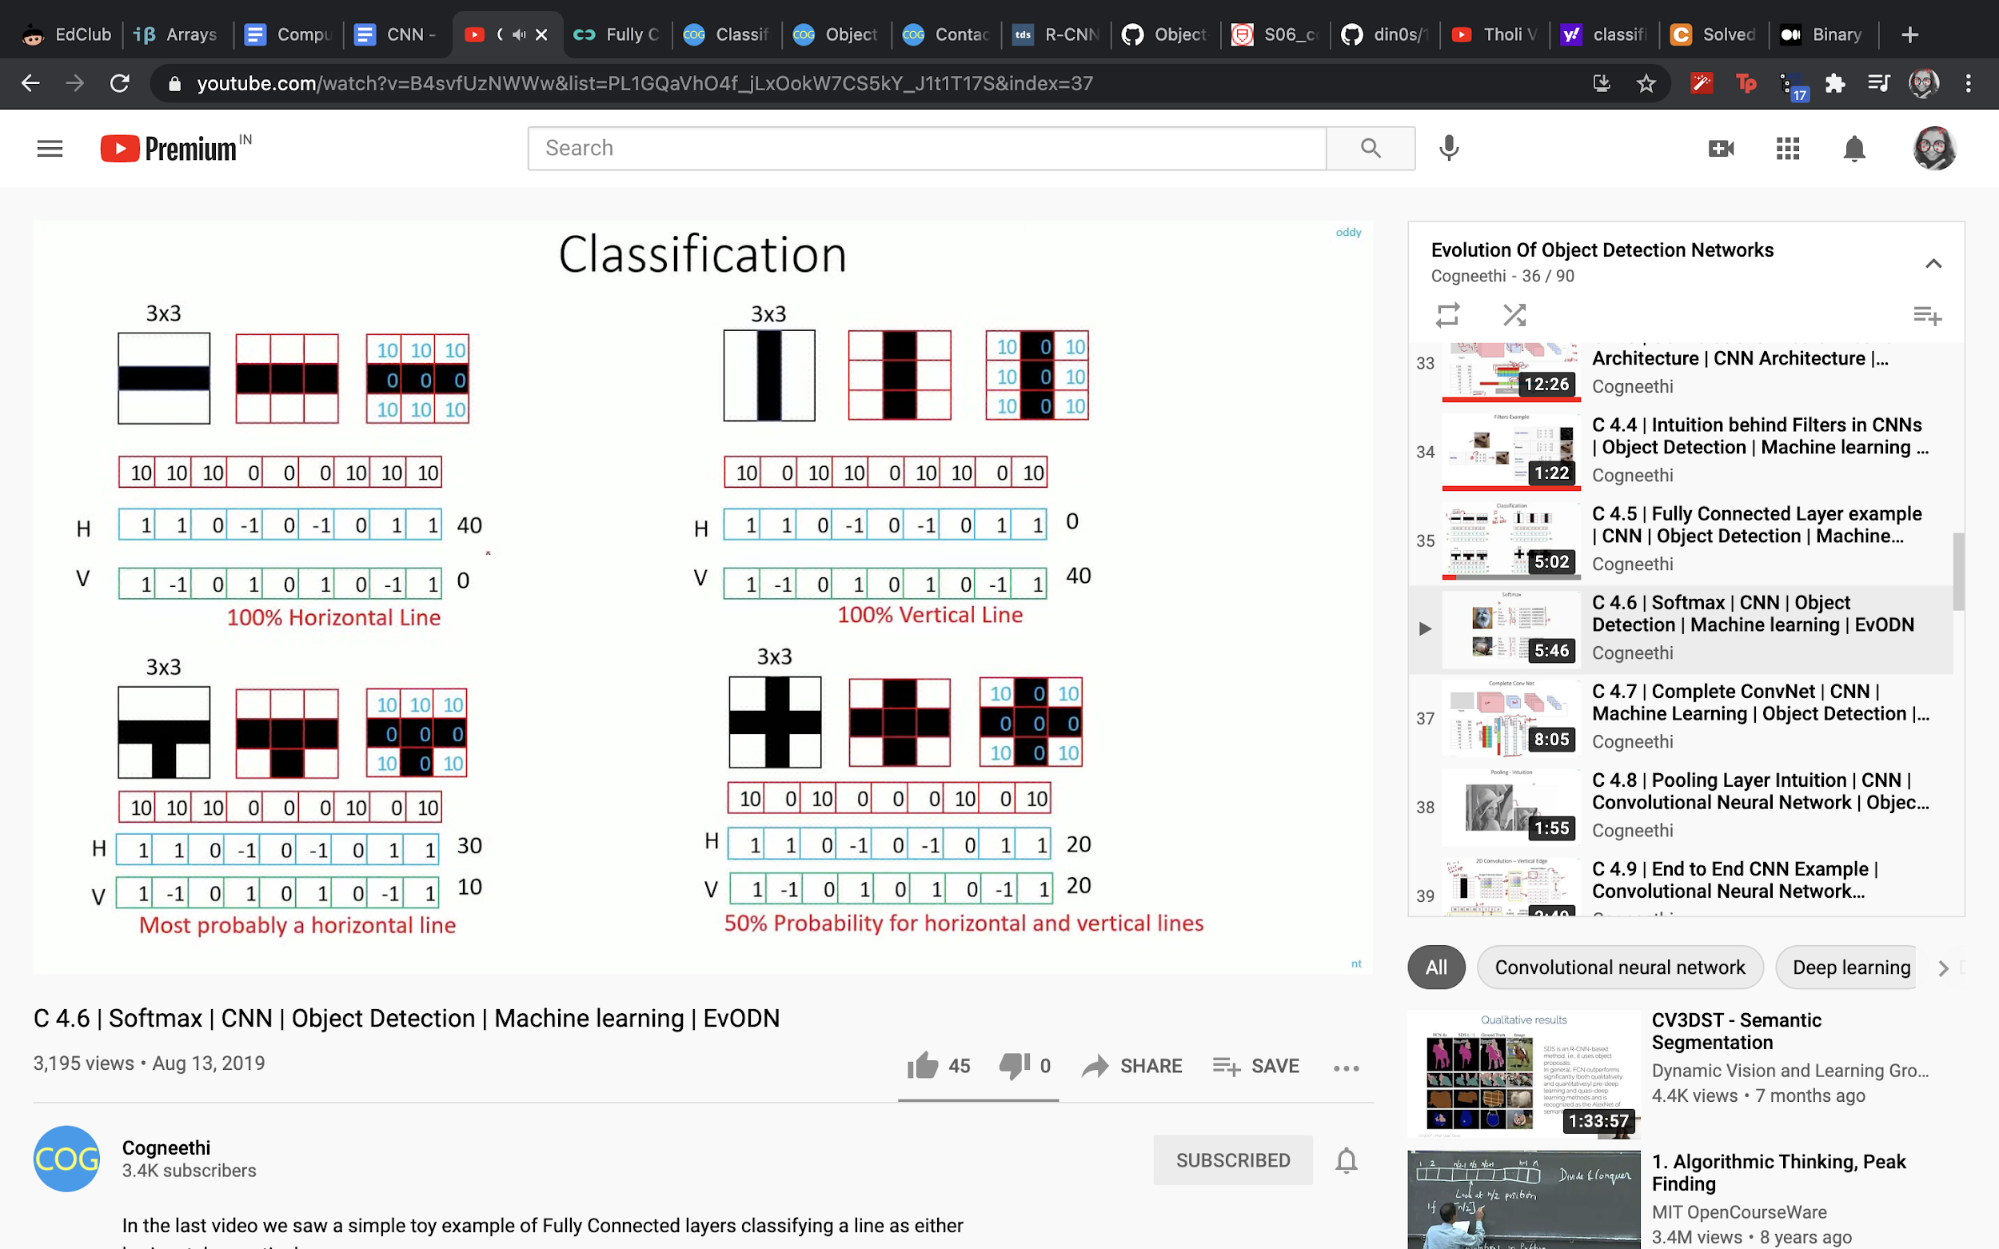 EdClub
Arrays
Compu
CNN -
Fully C
Classif
Object
Contac
R-CNN
Object
S06_c
din0s/
Tholi V
classifi
Solved
Binary
youtube.com/watch?v=B4svfUzNWWw&list=PL1GQaVhO4f_jLxOokW7CS5kY_J1t1T17S&index=37
Tp
17
Premium IN
Search
Classification
oddy
3x3
10 10 10
0 0 0
10 10 10
10 10 10 0 0 0 10 10 10
H 1 1 0 -1 0 -1 0 1 1 40
V 1 -1 0 1 0 1 0 -1 1 0
100% Horizontal Line
3x3
10 0 10
10 0 10
10 0 10
10 0 10 10 0 10 10 0 10
H 1 1 0 -1 0 -1 0 1 1 0
V 1 -1 0 1 0 1 0 -1 1 40
100% Vertical Line
3x3
10 10 10
0 0 0
10 0 10
10 10 10 0 0 0 10 0 10
H 1 1 0 -1 0 -1 0 1 1 30
V 1 -1 0 1 0 1 0 -1 1 10
Most probably a horizontal line
3x3
10 0 10
0 0 0
10 0 10
10 0 10 0 0 0 10 0 10
H 1 1 0 -1 0 -1 0 1 1 20
V 1 -1 0 1 0 1 0 -1 1 20
50% Probability for horizontal and vertical lines
nt
C 4.6 | Softmax | CNN | Object Detection | Machine learning | EvODN
3,195 views • Aug 13, 2019
45
0
SHARE
SAVE
COG
Cogneethi
3.4K subscribers
SUBSCRIBED
In the last video we saw a simple toy example of Fully Connected layers classifying a line as either
Evolution Of Object Detection Networks
Cogneethi - 36 / 90
33
12:26
Architecture | CNN Architecture |...
Cogneethi
34
1:22
C 4.4 | Intuition behind Filters in CNNs
| Object Detection | Machine learning ...
Cogneethi
35
5:02
C 4.5 | Fully Connected Layer example
| CNN | Object Detection | Machine...
Cogneethi
5:46
C 4.6 | Softmax | CNN | Object
Detection | Machine learning | EvODN
Cogneethi
37
8:05
C 4.7 | Complete ConvNet | CNN |
Machine Learning | Object Detection |...
Cogneethi
38
1:55
C 4.8 | Pooling Layer Intuition | CNN |
Convolutional Neural Network | Objec...
Cogneethi
39
C 4.9 | End to End CNN Example |
Convolutional Neural Network...
All
Convolutional neural network
Deep learning
Qualitative results
1:33:57
CV3DST - Semantic
Segmentation
Dynamic Vision and Learning Gro...
4.4K views • 7 months ago
Divide & Conquer
Look at n/2 position
1. Algorithmic Thinking, Peak
Finding
MIT OpenCourseWare
3.4M views • 8 years ago